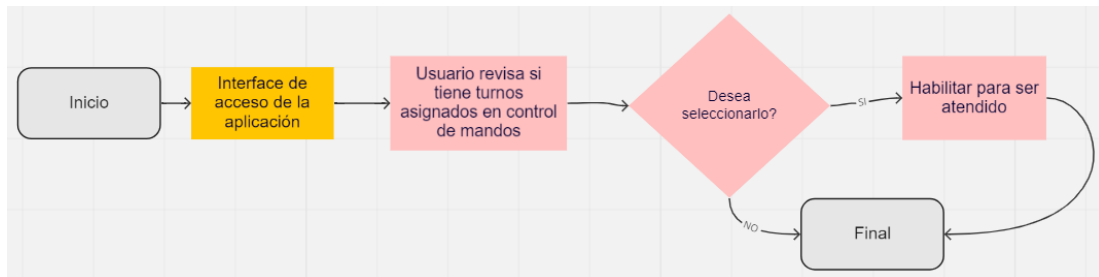 Inicio
Interface de
acceso de la
aplicación
Usuario revisa si
tiene turnos
asignados en control
de mandos
Desea
seleccionarlo?
SI
Habilitar para ser
atendido
NO
Final